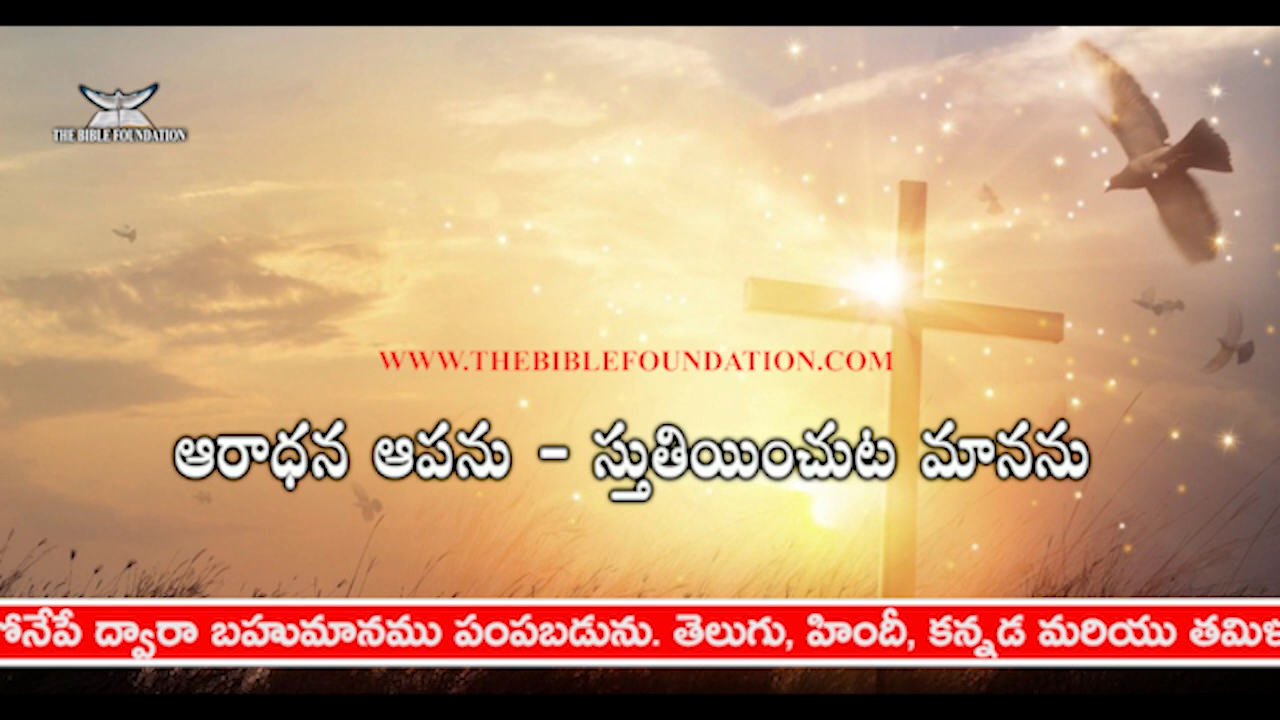 THE BIBLE FOUNDATION
WWW.THEBIBLEFOUNDATION.COM
ఆరాధన ఆపను - స్తుతియించుట మానను
ద్వారా బహుమానము పంపబడును. తెలుగు, హిందీ, కన్నడ మరియు